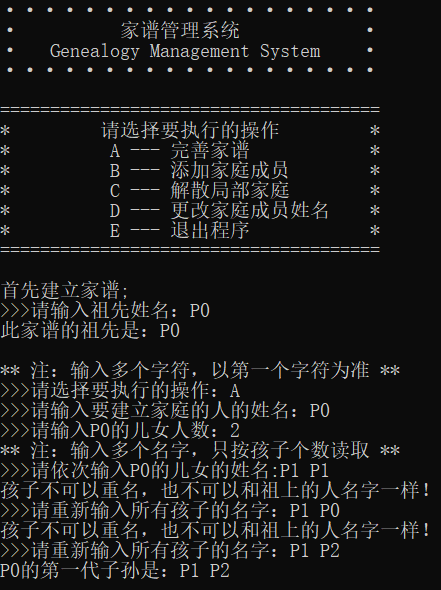 · · · · · · · · · · · · · · · · · · ·
· 家谱管理系统 ·
· Genealogy Management System ·
· · · · · · · · · · · · · · · · · · ·
======================================
* 请选择要执行的操作 *
* A --- 完善家谱 *
* B --- 添加家庭成员 *
* C --- 解散局部家庭 *
* D --- 更改家庭成员姓名 *
* E --- 退出程序 *
======================================
首先建立家谱;
>>>请输入祖先姓名: P0
此家谱的祖先是: P0
** 注: 输入多个字符, 以第一个字符为准 **
>>>请选择要执行的操作: A
>>>请输入要建立家庭的人的姓名: P0
>>>请输入P0的儿女人数: 2
** 注: 输入多个名字, 只按孩子个数读取 **
>>>请依次输入P0的儿女的姓名:P1 P1
孩子不可以重名, 也不可以和祖上的人名字一样!
>>>请重新输入所有孩子的名字: P1 P0
孩子不可以重名, 也不可以和祖上的人名字一样!
>>>请重新输入所有孩子的名字: P1 P2
P0的第一代子孙是: P1 P2